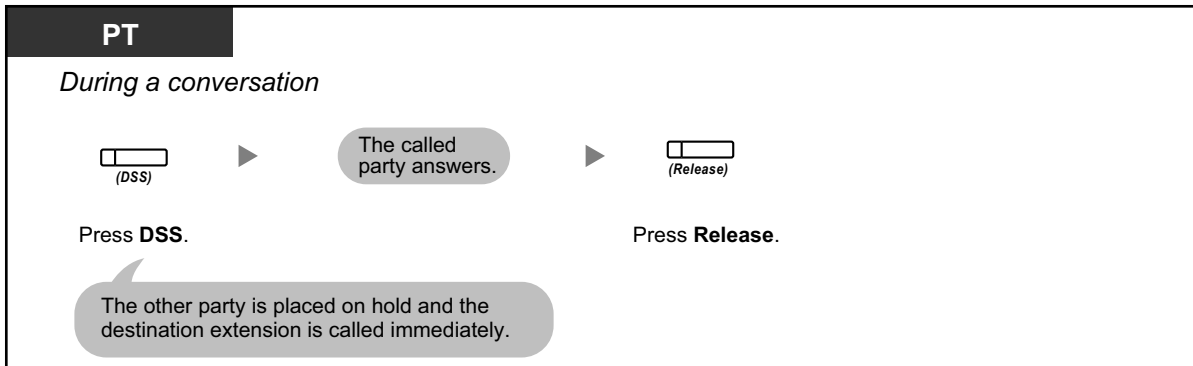 PT
During a conversation
The called
party answers.
(DSS)
(Release)
Press DSS.
Press Release.
The other party is placed on hold and the
destination extension is called immediately.